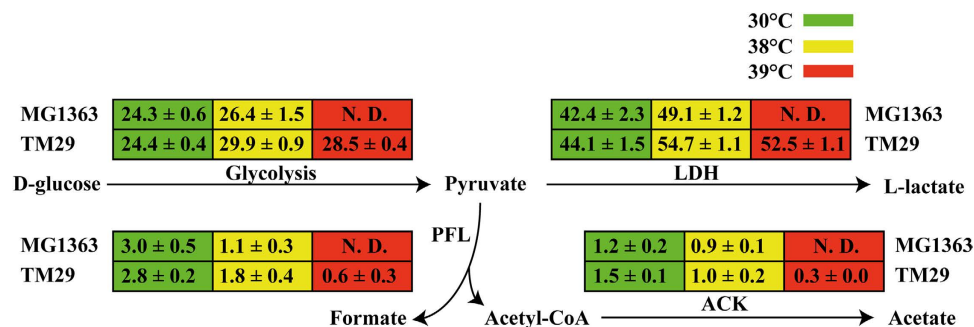 30°C
38°C
39°C
MG1363 24.3 ± 0.6 26.4 ± 1.5 N. D.
TM29 24.4 ± 0.4 29.9 ± 0.9 28.5 ± 0.4
42.4 ± 2.3 49.1 ± 1.2 N. D. MG1363
44.1 ± 1.5 54.7 ± 1.1 52.5 ± 1.1 TM29
D-glucose Glycolysis Pyruvate LDH L-lactate
MG1363 3.0 ± 0.5 1.1 ± 0.3 N. D.
TM29 2.8 ± 0.2 1.8 ± 0.4 0.6 ± 0.3
PFL
1.2 ± 0.2 0.9 ± 0.1 N. D. MG1363
1.5 ± 0.1 1.0 ± 0.2 0.3 ± 0.0 TM29
Formate Acetyl-CoA ACK Acetate